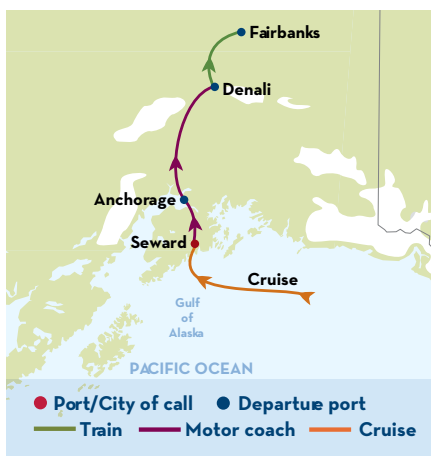 Fairbanks
Denali
Anchorage
Seward
Cruise
Gulf
of
Alaska
PACIFIC OCEAN
Port/City of call Departure port
Train Motor coach Cruise